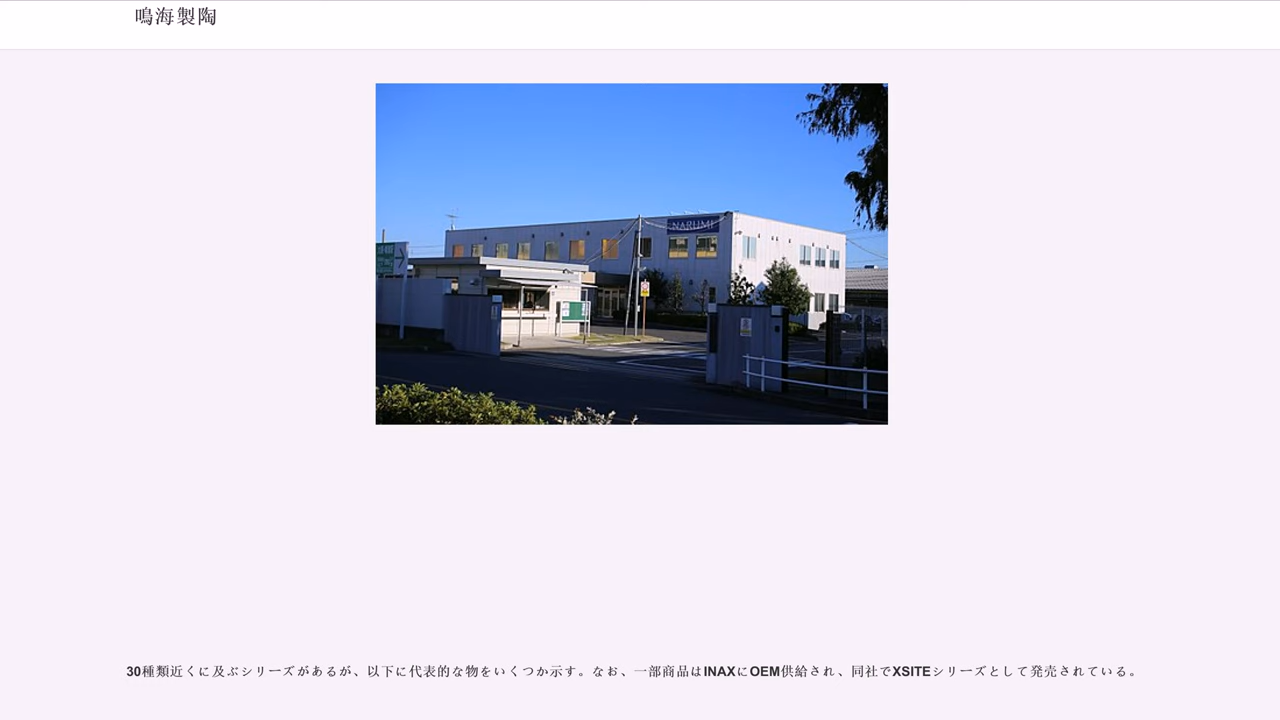 鳴海製陶
NARUMI
30種類近くに及ぶシリーズがあるが、以下に代表的な物をいくつか示す。なお、一部商品はINAXにOEM供給され、同社でXSITEシリーズとして発売されている。